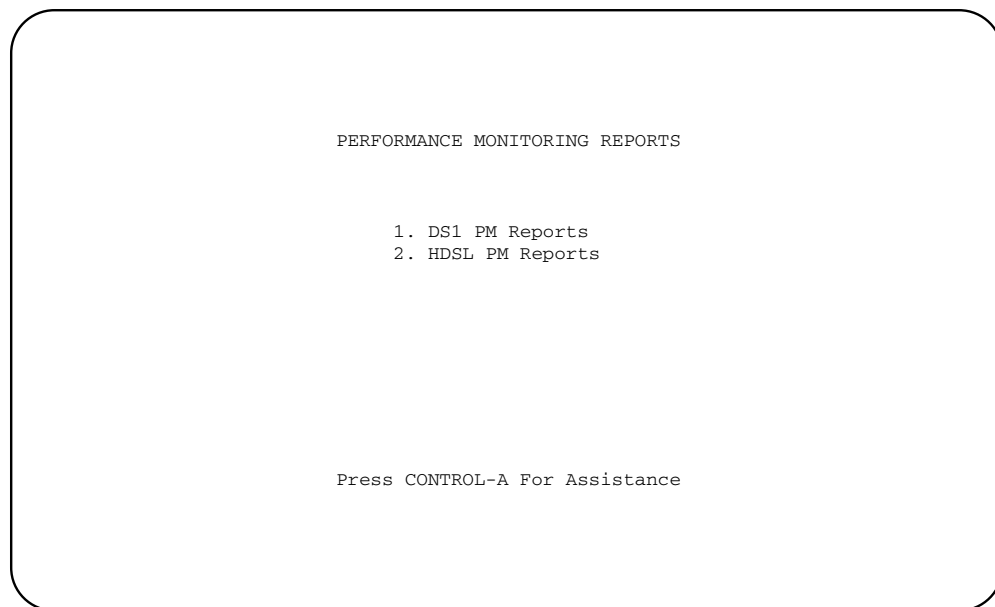 PERFORMANCE MONITORING REPORTS
1. DS1 PM Reports
2. HDSL PM Reports
Press CONTROL-A For Assistance